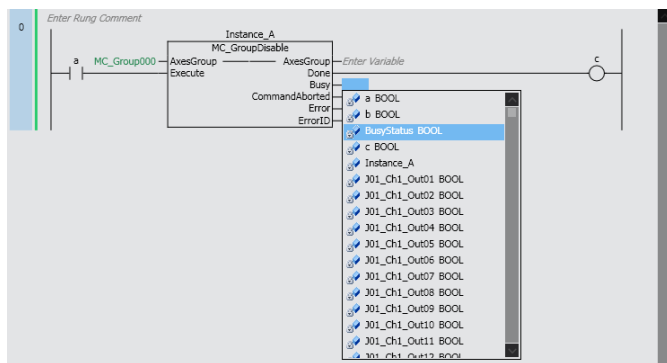 Enter Rung Comment
0
Instance_A
MC_GroupDisable
a MC_Group000 AxesGroup AxesGroup Enter Variable c
Execute Done
Busy
CommandAborted
Error
ErrorID
a BOOL
b BOOL
BusyStatus BOOL
c BOOL
Instance_A
J01_Ch1_Out01 BOOL
J01_Ch1_Out02 BOOL
J01_Ch1_Out03 BOOL
J01_Ch1_Out04 BOOL
J01_Ch1_Out05 BOOL
J01_Ch1_Out06 BOOL
J01_Ch1_Out07 BOOL
J01_Ch1_Out08 BOOL
J01_Ch1_Out09 BOOL
J01_Ch1_Out10 BOOL
J01_Ch1_Out11 BOOL
J01_Ch1_Out12 BOOL